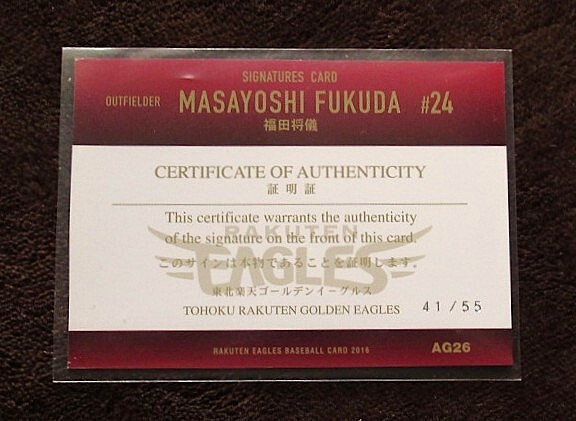 SIGNATURES CARD
OUTFIELDER MASAYOSHI FUKUDA #24
福田将儀
CERTIFICATE OF AUTHENTICITY
証明証
This certificate warrants the authenticity
of the signature on the front of this card.
RAKUTEN
EAGLES
このサインは本物であることを証明します。
東北楽天ゴールデンイーグルス
TOHOKU RAKUTEN GOLDEN EAGLES 41/55
RAKUTEN EAGLES BASEBALL CARD 2016 AG26